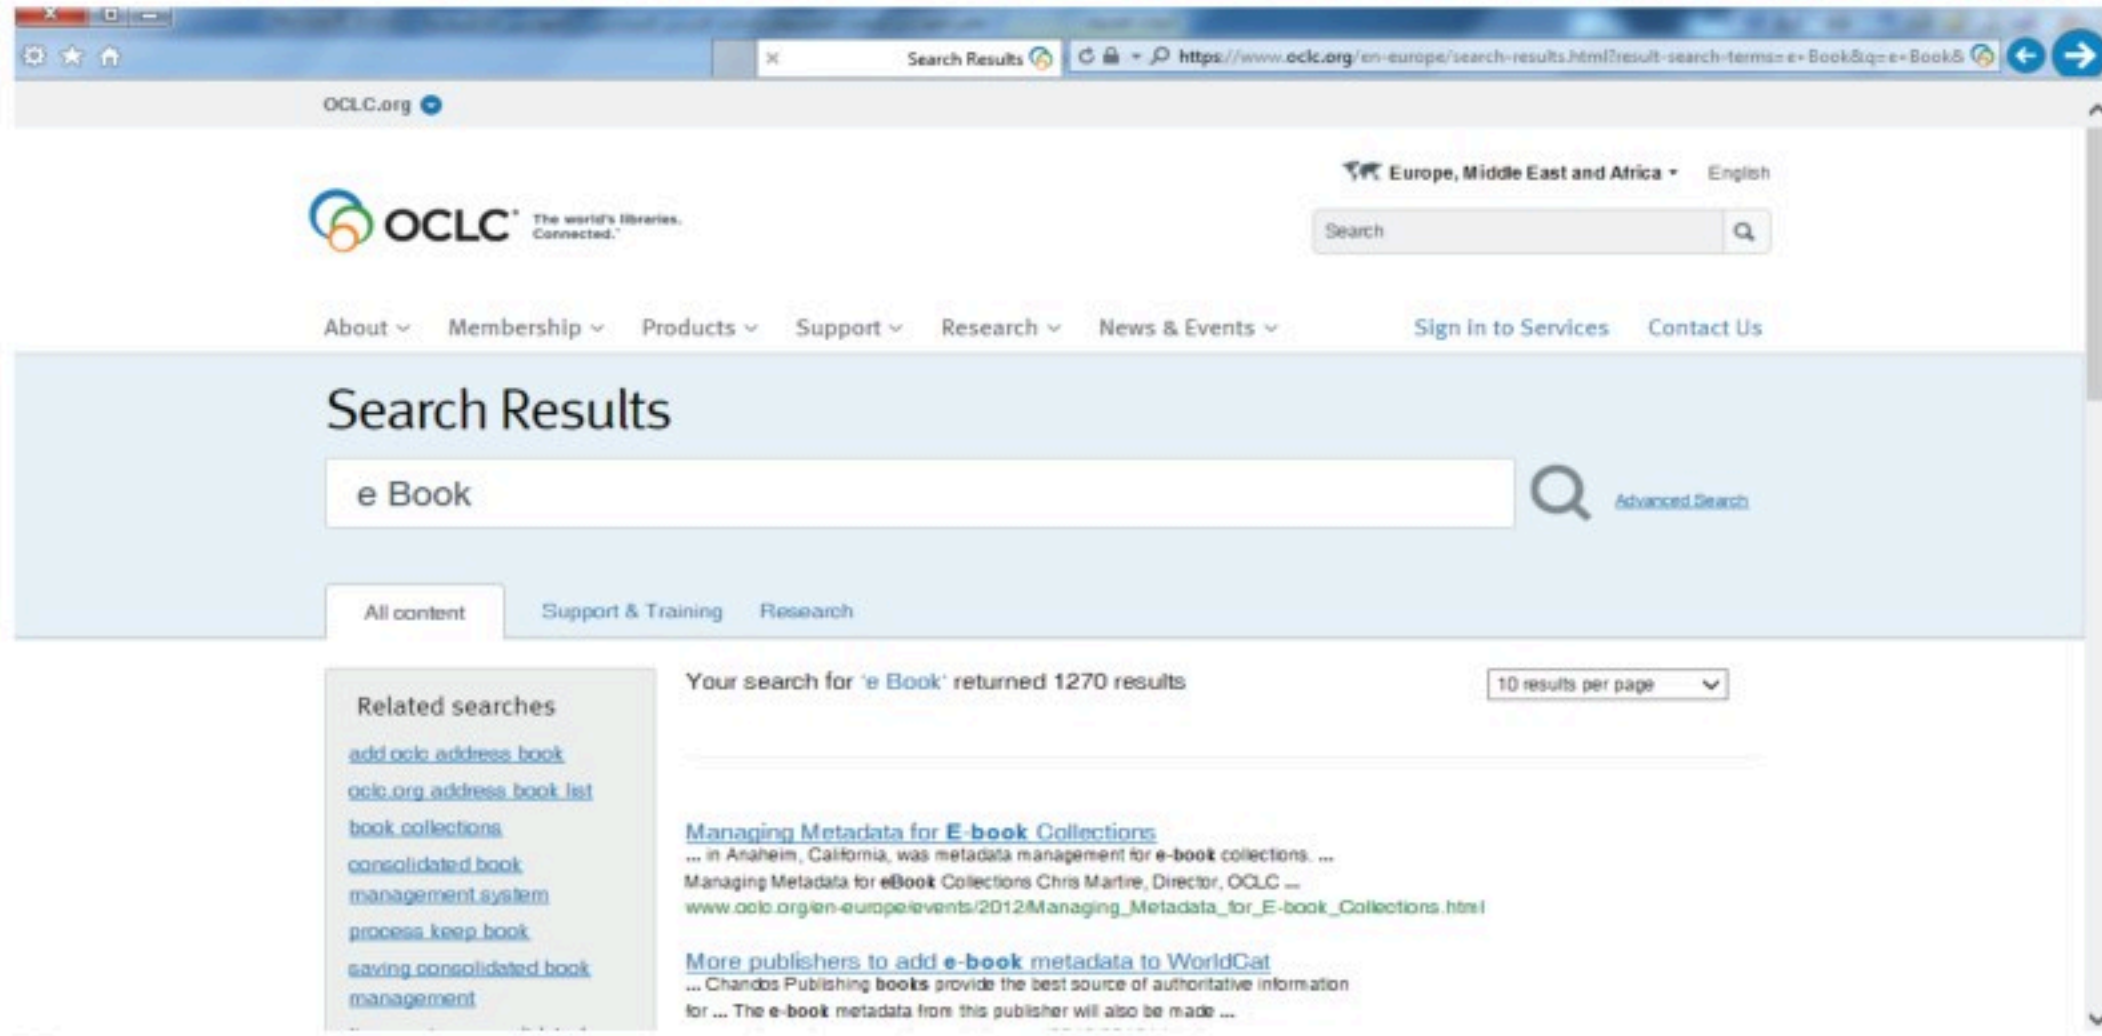 Search Results
https://www.oclc.org/en-europe/search-results.html?result-search-terms=e+Book&q=e+Book&
OCLC.org
Europe, Middle East and Africa English
OCLC The world's libraries.
Connected.
Search
About Membership Products Support Research News & Events Sign in to Services Contact Us
Search Results
e Book
Advanced Search
All content Support & Training Research
Related searches
add oclc address book
oclc.org address book list
book collections
consolidated book
management system
process keep book
saving consolidated book
management
Your search for 'e Book' returned 1270 results
10 results per page
Managing Metadata for E-book Collections
... in Anaheim, California, was metadata management for e-book collections. ...
Managing Metadata for eBook Collections Chris Martire, Director, OCLC ...
www.oclc.org/en-europe/events/2012/Managing_Metadata_for_E-book_Collections.html
More publishers to add e-book metadata to WorldCat
... Chandos Publishing books provide the best source of authoritative information
for ... The e-book metadata from this publisher will also be made ...